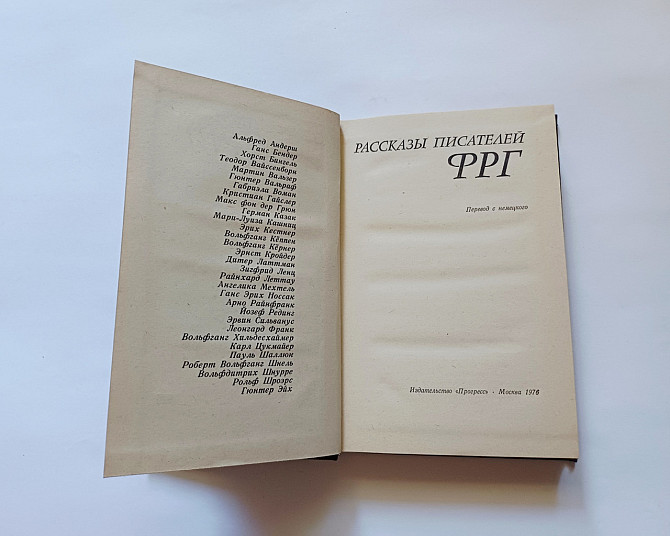 Альфред Андерш
Ганс Бендер
Хорст Бангель
Теодор Вайссенборн
Мартин Вальзер
Гюнтер Вальраф
Габриэла Воман
Кристиан Гайслер
Макс фон дер Грюн
Герман Казак
Мари-Луиза Кашниц
Эрих Кестнер
Вольфганг Кёппен
Вольфганг Кёрнер
Эрнст Кройдер
Дитер Латтман
Зигфрид Ленц
Райнхард Леттау
Ангелика Мехтель
Ганс Эрих Носсак
Арно Райнфранк
Йозеф Рединг
Эрвин Сильванус
Леонгард Франк
Вольфганг Хильдесхаймер
Карл Цукмайер
Пауль Шаллюк
Роберт Вольфганг Шнель
Вольфдитрих Шнурре
Рольф Шроэрс
Гюнтер Эйх
РАССКАЗЫ ПИСАТЕЛЕЙ
ФРГ
Перевод с немецкого
Издательство «Прогресс» · Москва 1976